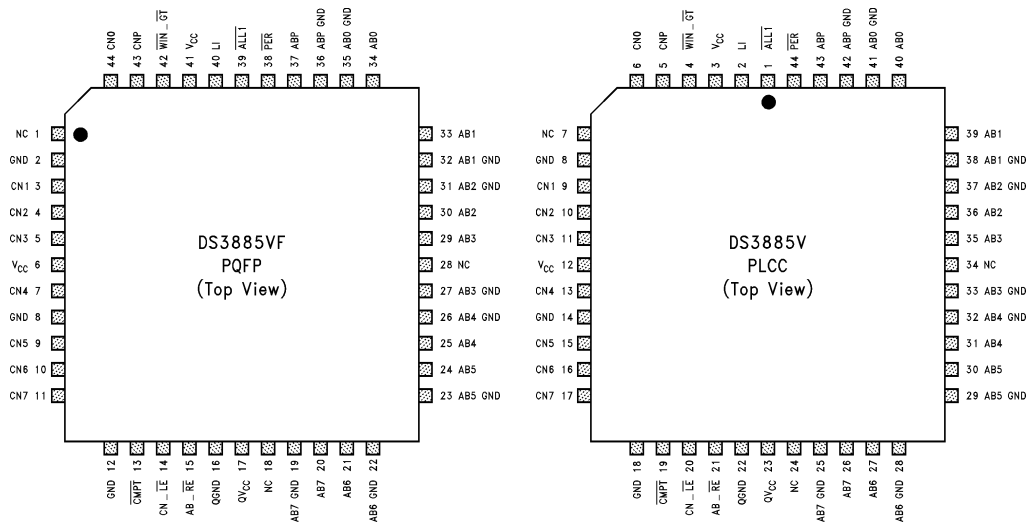 44 CN0
43 CNP
42 WIN_GT
41 VCC
40 LI
39 ALL1
38 PER
37 ABP
36 ABP GND
35 AB0 GND
34 AB0
NC 1
GND 2
CN1 3
CN2 4
CN3 5
VCC 6
CN4 7
GND 8
CN5 9
CN6 10
CN7 11
DS3885VF
PQFP
(Top View)
33 AB1
32 AB1 GND
31 AB2 GND
30 AB2
29 AB3
28 NC
27 AB3 GND
26 AB4 GND
25 AB4
24 AB5
23 AB5 GND
GND 12
CMPT 13
CN_LE 14
AB_RE 15
QGND 16
QVCC 17
NC 18
AB7 GND 19
AB7 20
AB6 21
AB6 GND 22
6 CN0
5 CNP
4 WIN_GT
3 VCC
2 LI
1 ALL1
44 PER
43 ABP
42 ABP GND
41 AB0 GND
40 AB0
NC 7
GND 8
CN1 9
CN2 10
CN3 11
VCC 12
CN4 13
GND 14
CN5 15
CN6 16
CN7 17
DS3885V
PLCC
(Top View)
39 AB1
38 AB1 GND
37 AB2 GND
36 AB2
35 AB3
34 NC
33 AB3 GND
32 AB4 GND
31 AB4
30 AB5
29 AB5 GND
GND 18
CMPT 19
CN_LE 20
AB_RE 21
QGND 22
QVCC 23
NC 24
AB7 GND 25
AB7 26
AB6 27
AB6 GND 28